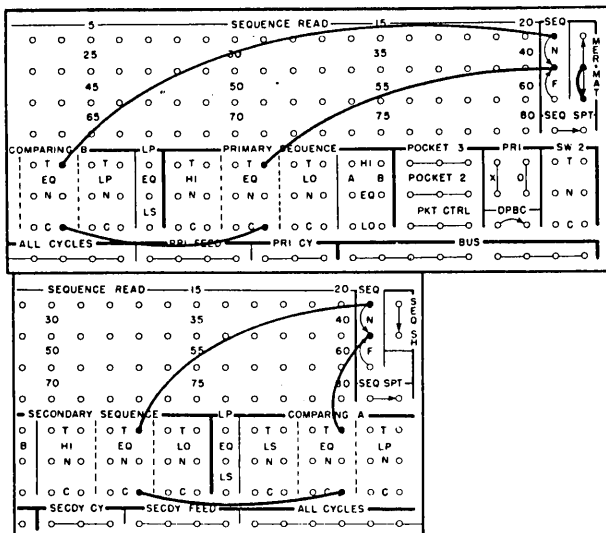 5 SEQUENCE READ 15 20 SEQ
25 30 35 40 N
45 50 55 60 F
65 70 75 80 SEQ SPT
MER-MAT
COMPARING B LP PRIMARY SEQUENCE POCKET 3 PRI SW 2
T T T T T HI T
EQ LP EQ HI EQ LO A B POCKET 2 X O
N N N N N EQ N
LS PKT CTRL
C C C C C LO DPBC C
ALL CYCLES PRI FEED PRI CY BUS
SEQUENCE READ 15 20 SEQ
30 35 40 N
50 55 60 F
70 75 80 SEQ SPT
SEQ SH
SECONDARY SEQUENCE LP COMPARING A
B T T T T T T
HI EQ LO EQ LS EQ LP
N N N N N N
LS
C C C C C C
SECDY CY SECDY FEED ALL CYCLES